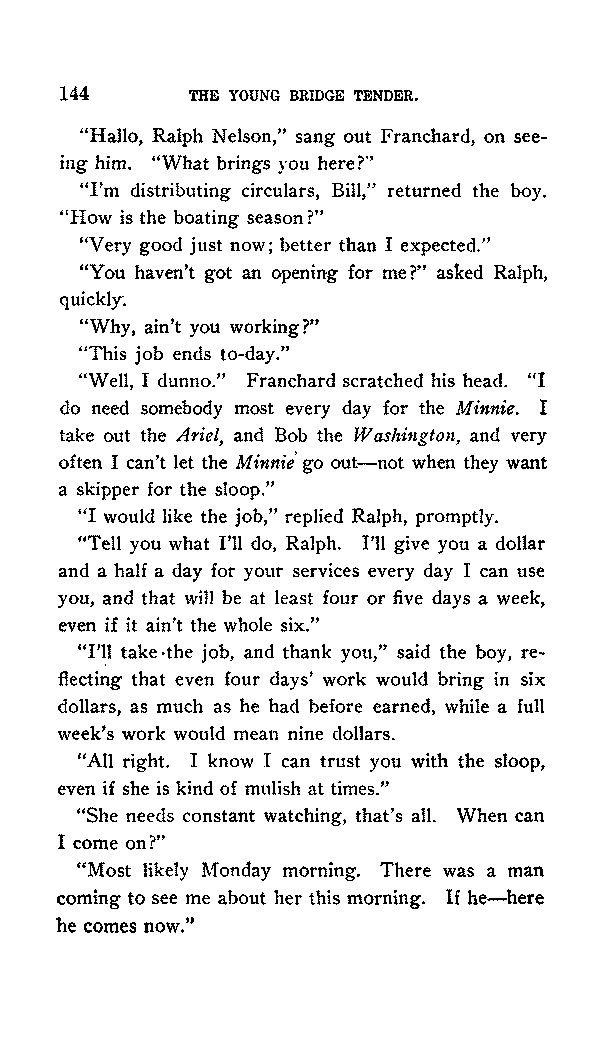 144 THE YOUNG BRIDGE TENDER.
“Hallo, Ralph Nelson,” sang out Franchard, on see-
ing him. “What brings you here?”
“I'm distributing circulars, Bill,” returned the boy.
“How is the boating season?”
“Very good just now; better than I expected.”
“You haven't got an opening for me?” asked Ralph,
quickly.
“Why, ain't you working?”
“This job ends to-day.”
“Well, I dunno.” Franchard scratched his head. “I
do need somebody most every day for the Minnie. I
take out the Ariel, and Bob the Washington, and very
often I can't let the Minnie go out—not when they want
a skipper for the sloop.”
“I would like the job,” replied Ralph, promptly.
“Tell you what I'll do, Ralph. I'll give you a dollar
and a half a day for your services every day I can use
you, and that will be at least four or five days a week,
even if it ain't the whole six.”
“I'll take the job, and thank you,” said the boy, re-
flecting that even four days' work would bring in six
dollars, as much as he had before earned, while a full
week's work would mean nine dollars.
“All right. I know I can trust you with the sloop,
even if she is kind of mulish at times.”
“She needs constant watching, that's all. When can
I come on?”
“Most likely Monday morning. There was a man
coming to see me about her this morning. If he—here
he comes now.”